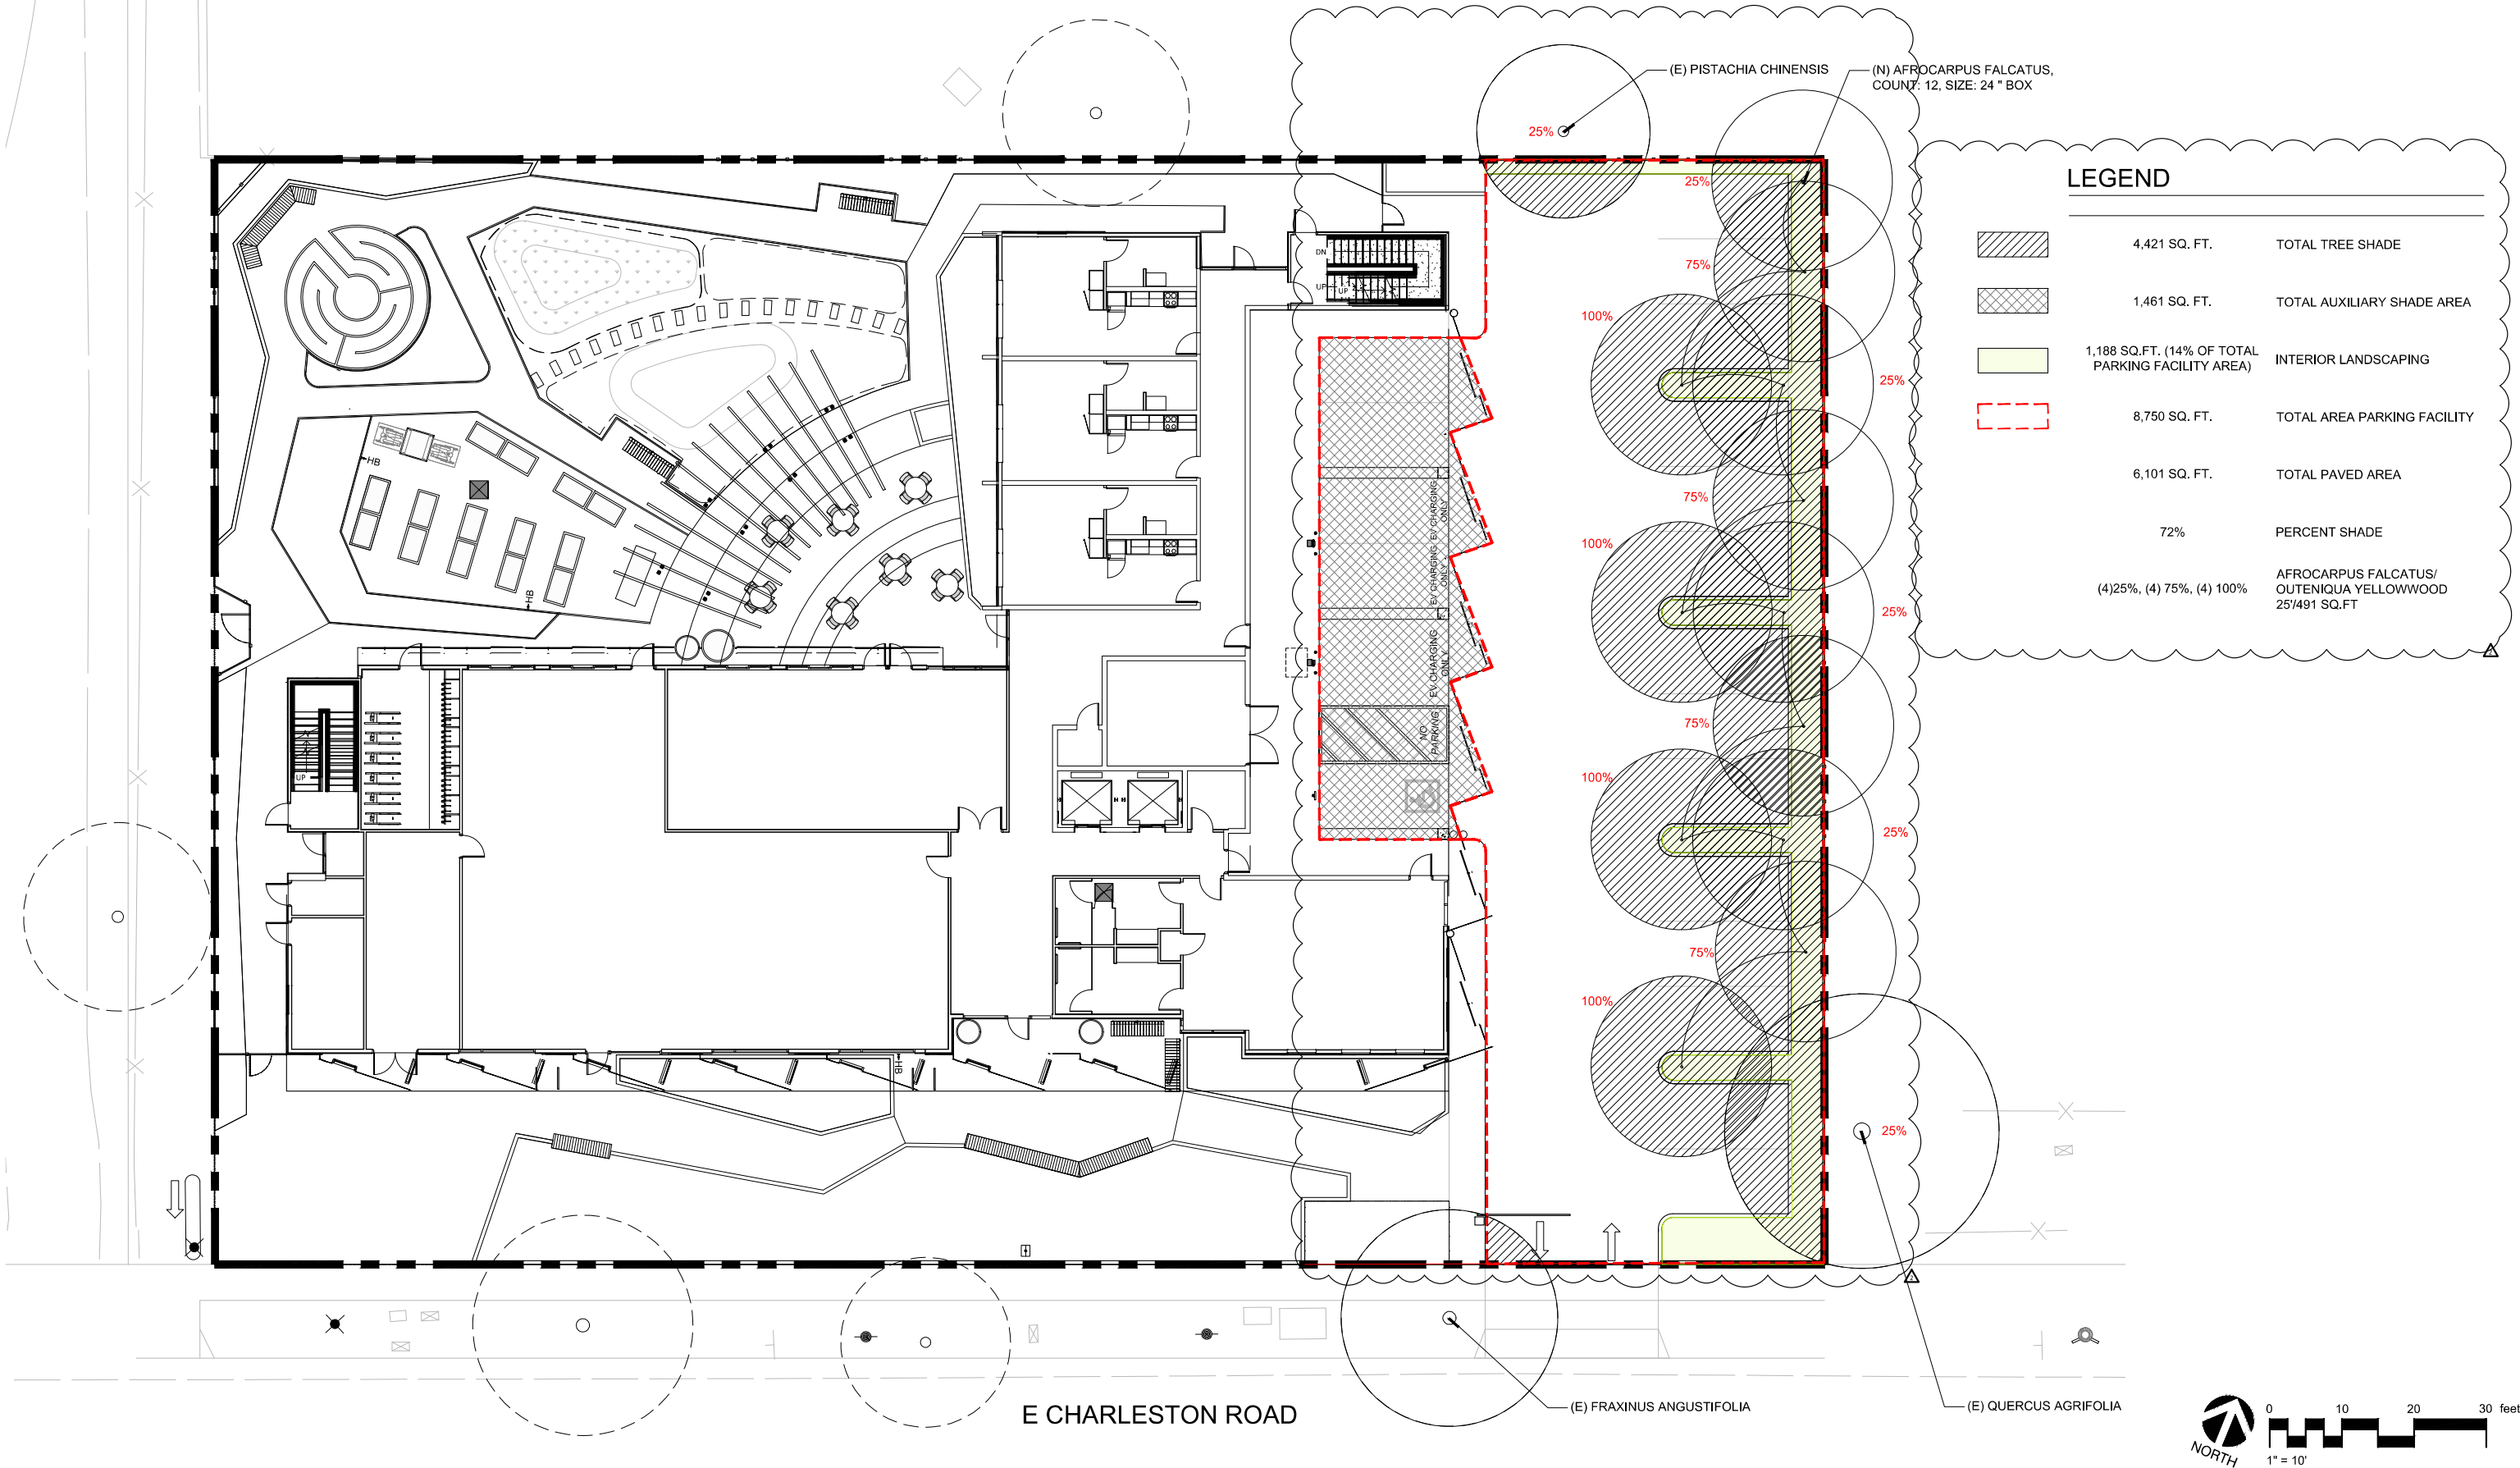 (E) PISTACHIA CHINENSIS
(N) AFROCARPUS FALCATUS,
COUNT: 12, SIZE: 24 " BOX
25%
25%
75%
100%
25%
75%
100%
25%
75%
100%
25%
75%
100%
25%
LEGEND
4,421 SQ. FT. TOTAL TREE SHADE
1,461 SQ. FT. TOTAL AUXILIARY SHADE AREA
1,188 SQ.FT. (14% OF TOTAL
PARKING FACILITY AREA)
INTERIOR LANDSCAPING
8,750 SQ. FT. TOTAL AREA PARKING FACILITY
6,101 SQ. FT. TOTAL PAVED AREA
72% PERCENT SHADE
(4)25%, (4) 75%, (4) 100%
AFROCARPUS FALCATUS/
OUTENIQUA YELLOWWOOD
25'/491 SQ.FT
DN
UP
UP
HB
HB
EV CHARGING
ONLY
EV CHARGING
ONLY
EV CHARGING
ONLY
NO
PARKING
UP
HB
E CHARLESTON ROAD
(E) FRAXINUS ANGUSTIFOLIA
(E) QUERCUS AGRIFOLIA
NORTH
0 10 20 30 feet
1" = 10'